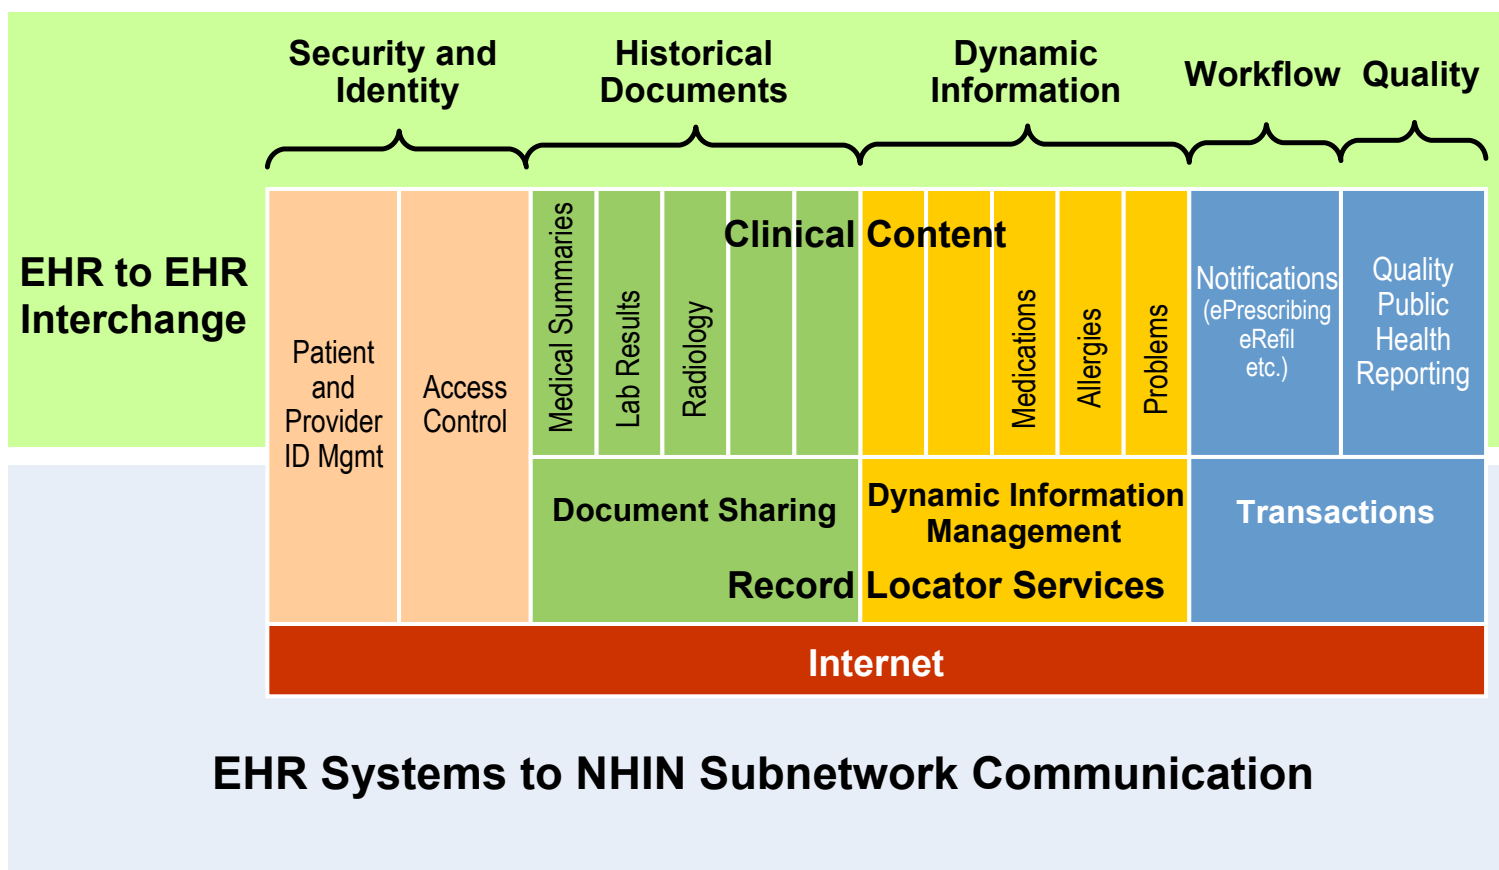 Security and
Identity
Historical
Documents
Dynamic
Information
Workflow
Quality
EHR to EHR
Interchange
Patient
and
Provider
ID Mgmt
Access
Control
Medical Summaries
Lab Results
Radiology
Clinical Content
Medications
Allergies
Problems
Notifications
(ePrescribing
eRefil
etc.)
Quality
Public
Health
Reporting
Document Sharing
Dynamic Information
Management
Transactions
Record Locator Services
Internet
EHR Systems to NHIN Subnetwork Communication